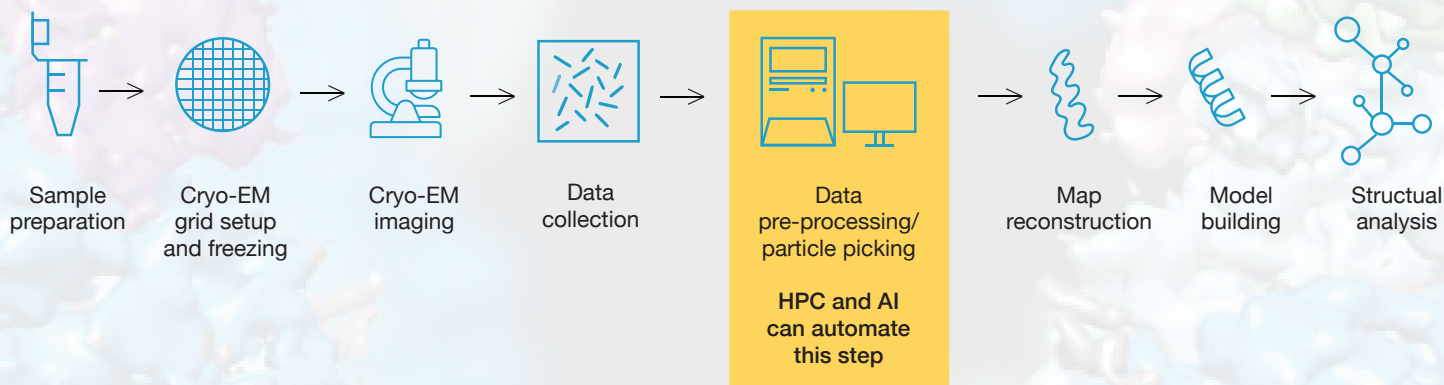 Sample
preparation
Cryo-EM
grid setup
and freezing
Cryo-EM
imaging
Data
collection
Data
pre-processing/
particle picking
HPC and AI
can automate
this step
Map
reconstruction
Model
building
Structual
analysis